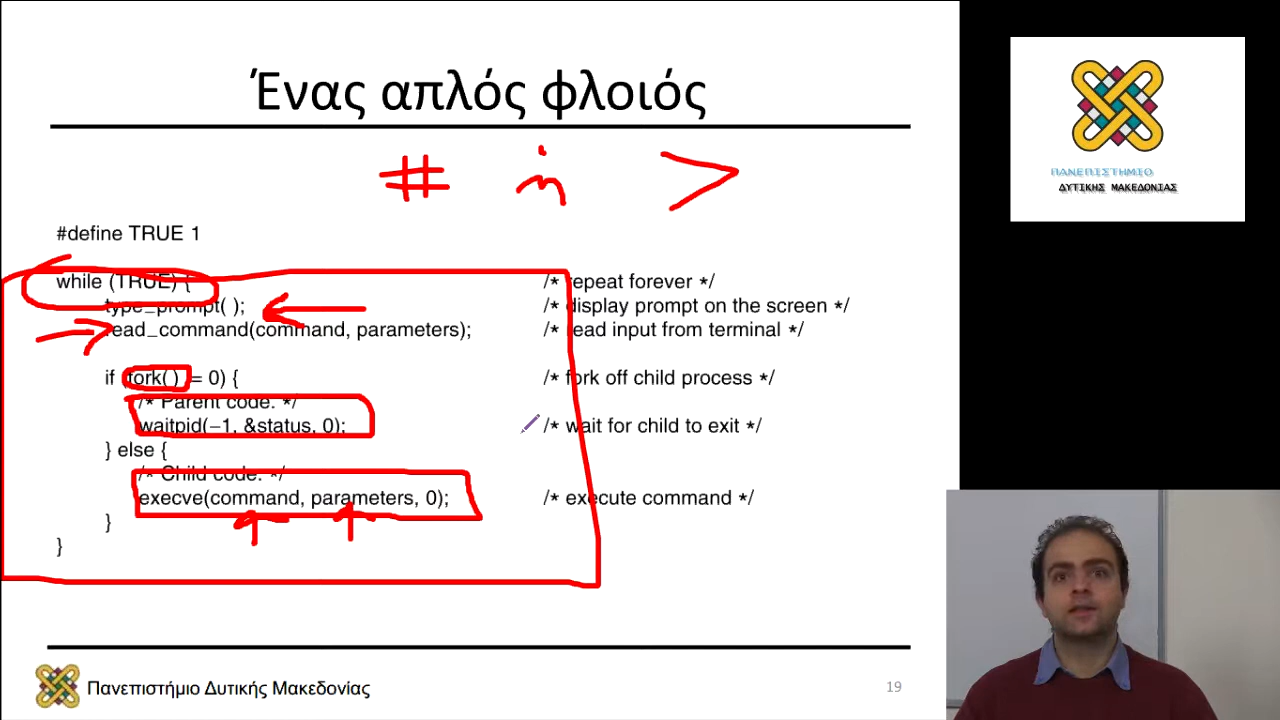 Ένας απλός φλοιός
# ή >
#define TRUE 1
while (TRUE) { /* repeat forever */
type_prompt( ); /* display prompt on the screen */
read_command(command, parameters); /* read input from terminal */
if (fork( ) != 0) { /* fork off child process */
/* Parent code. */
waitpid(−1, &status, 0); /* wait for child to exit */
} else {
/* Child code. */
execve(command, parameters, 0); /* execute command */
}
}
Πανεπιστήμιο Δυτικής Μακεδονίας
19
ΠΑΝΕΠΙΣΤΗΜΙΟ
ΔΥΤΙΚΗΣ ΜΑΚΕΔΟΝΙΑΣ